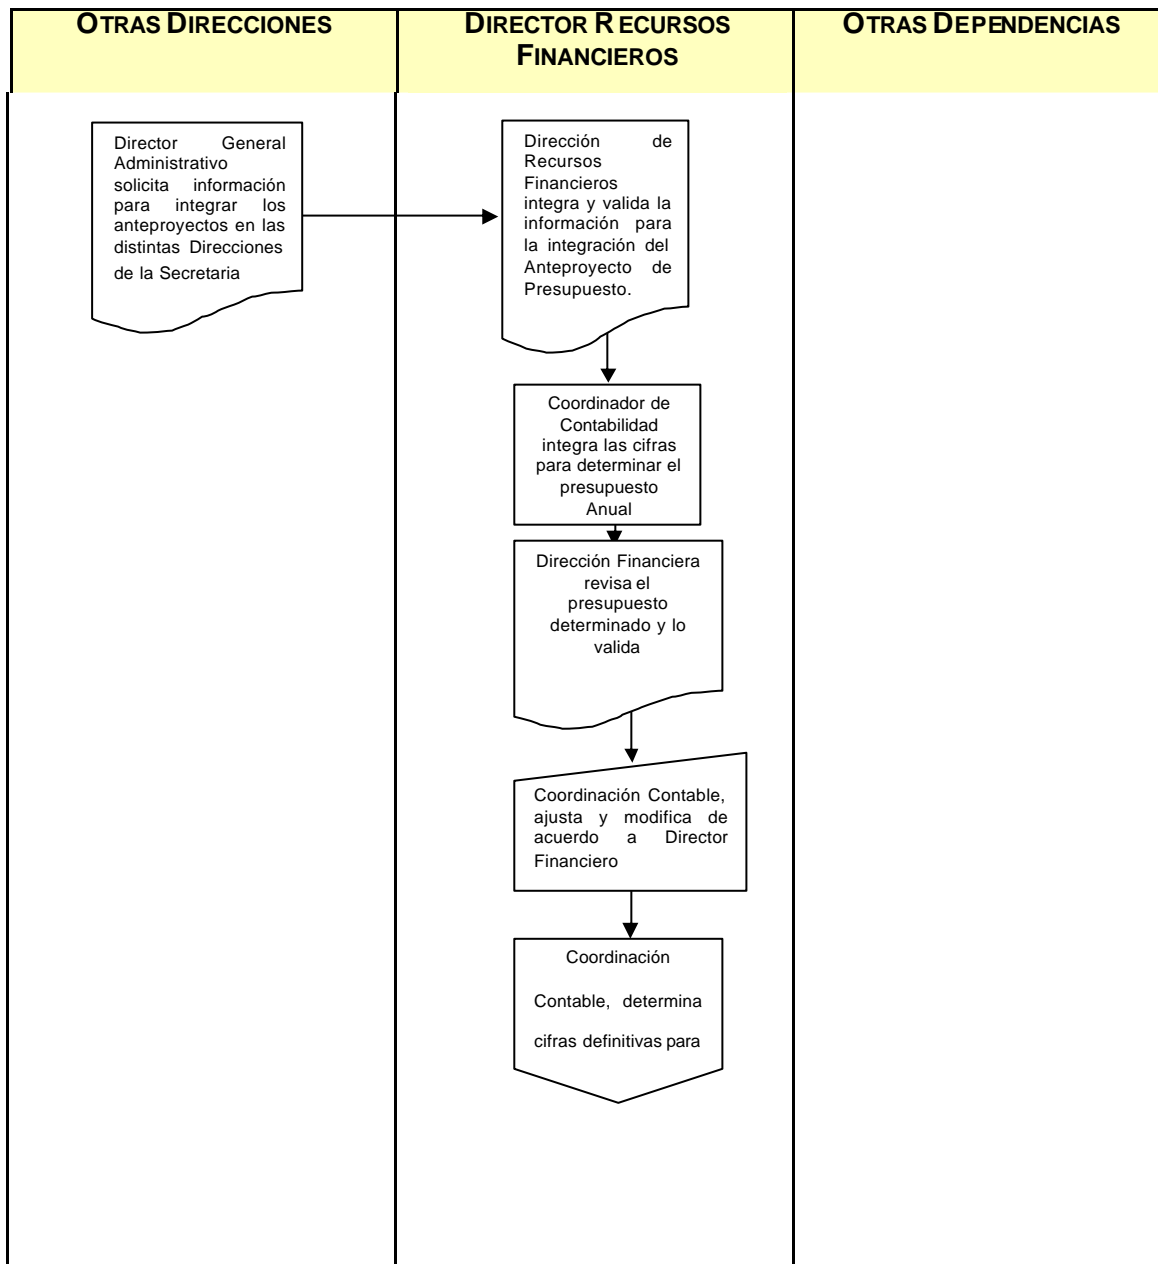 OTRAS DIRECCIONES
DIRECTOR RECURSOS
FINANCIEROS
OTRAS DEPENDENCIAS
Director General
Administrativo
solicita información
para integrar los
anteproyectos en las
distintas Direcciones
de la Secretaria
Dirección de
Recursos
Financieros
integra y valida la
información para
la integración del
Anteproyecto de
Presupuesto.
Coordinador de
Contabilidad
integra las cifras
para determinar el
presupuesto
Anual
Dirección Financiera
revisa el
presupuesto
determinado y lo
valida
Coordinación Contable,
ajusta y modifica de
acuerdo a Director
Financiero
Coordinación
Contable, determina
cifras definitivas para